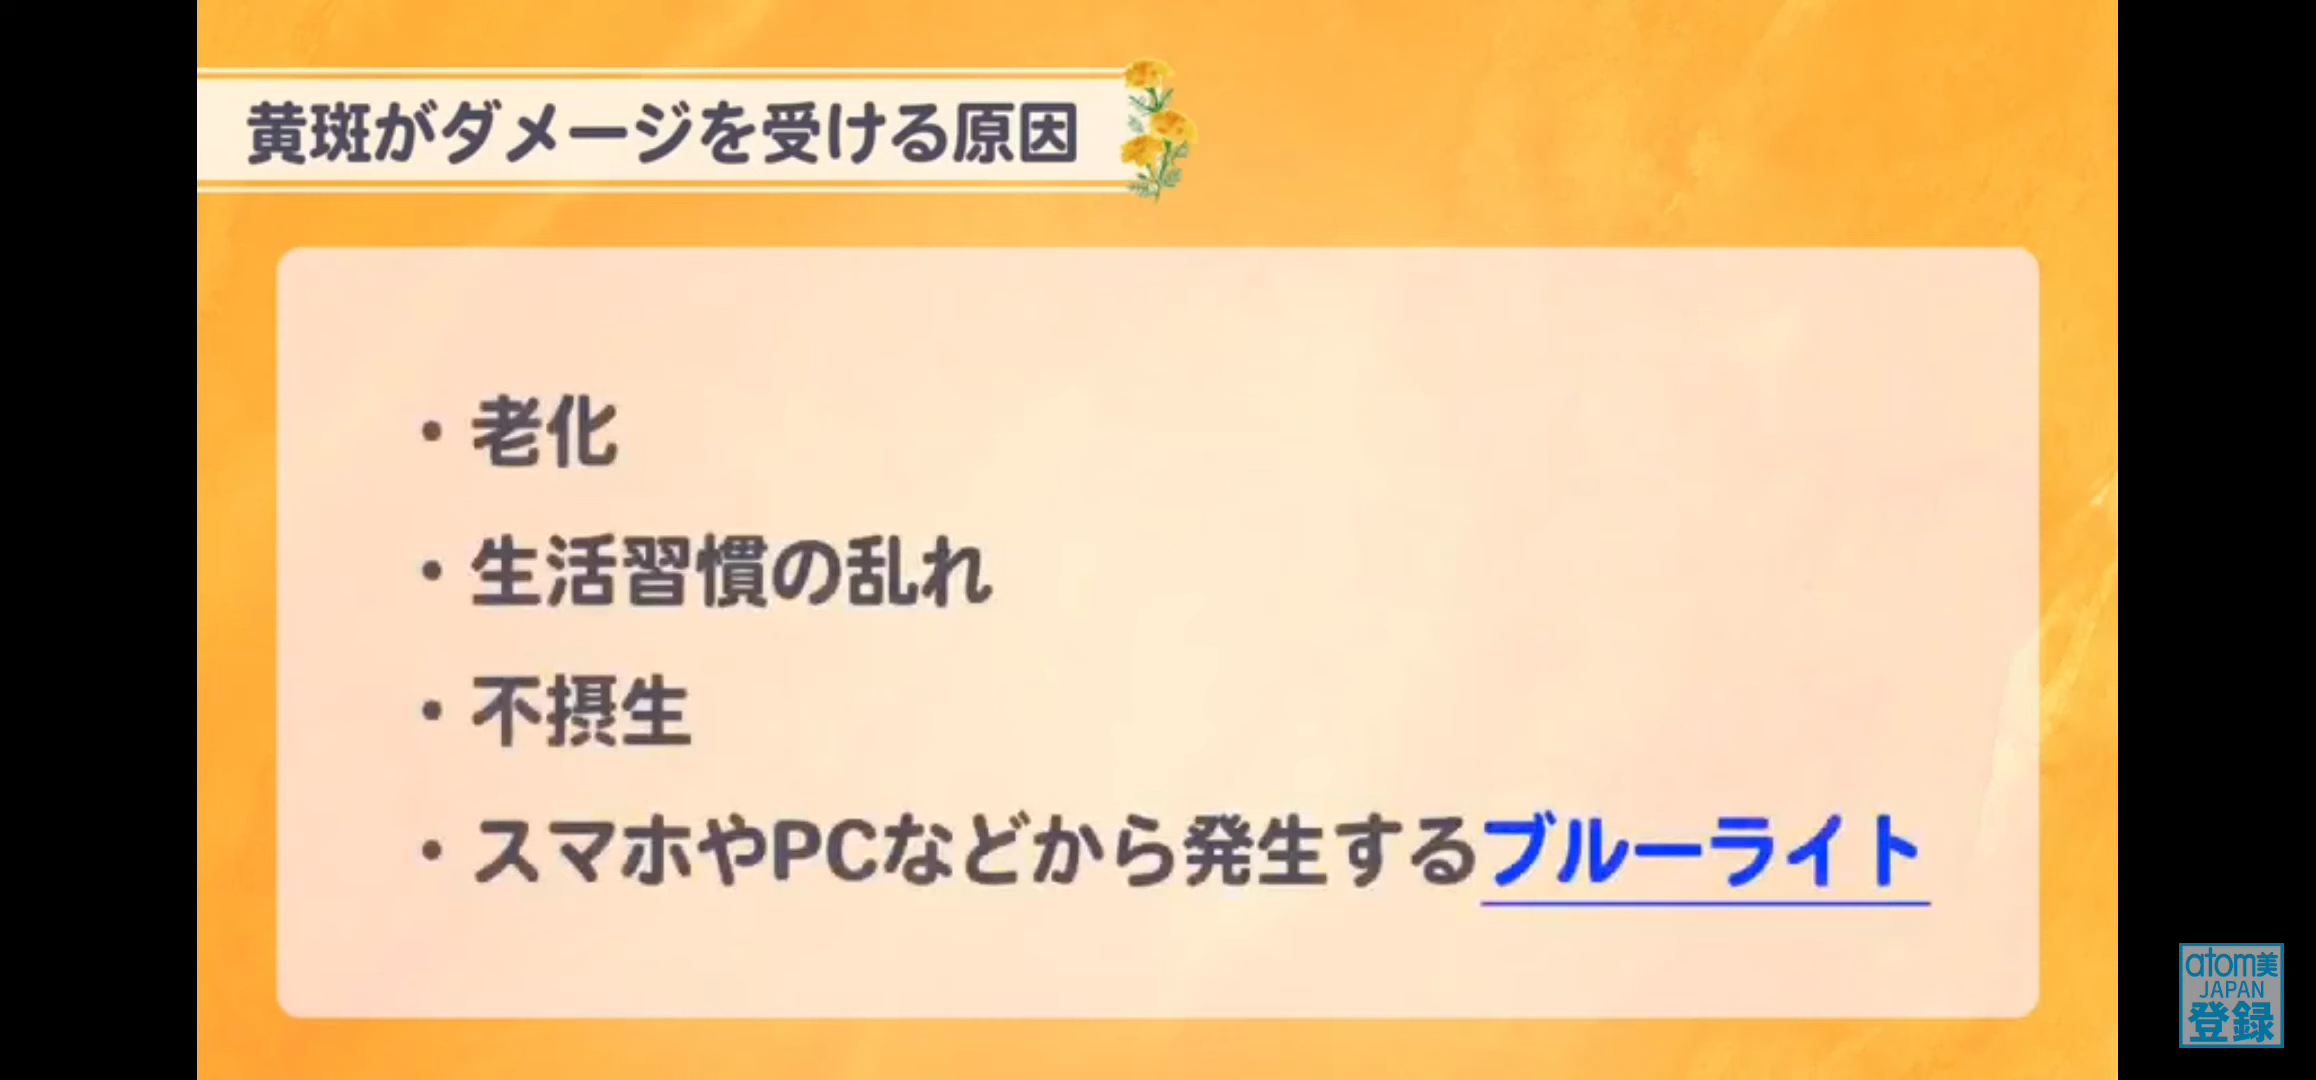 黄斑がダメージを受ける原因
・老化
・生活習慣の乱れ
・不摂生
・スマホやPCなどから発生するブルーライト
atom美
JAPAN
登録